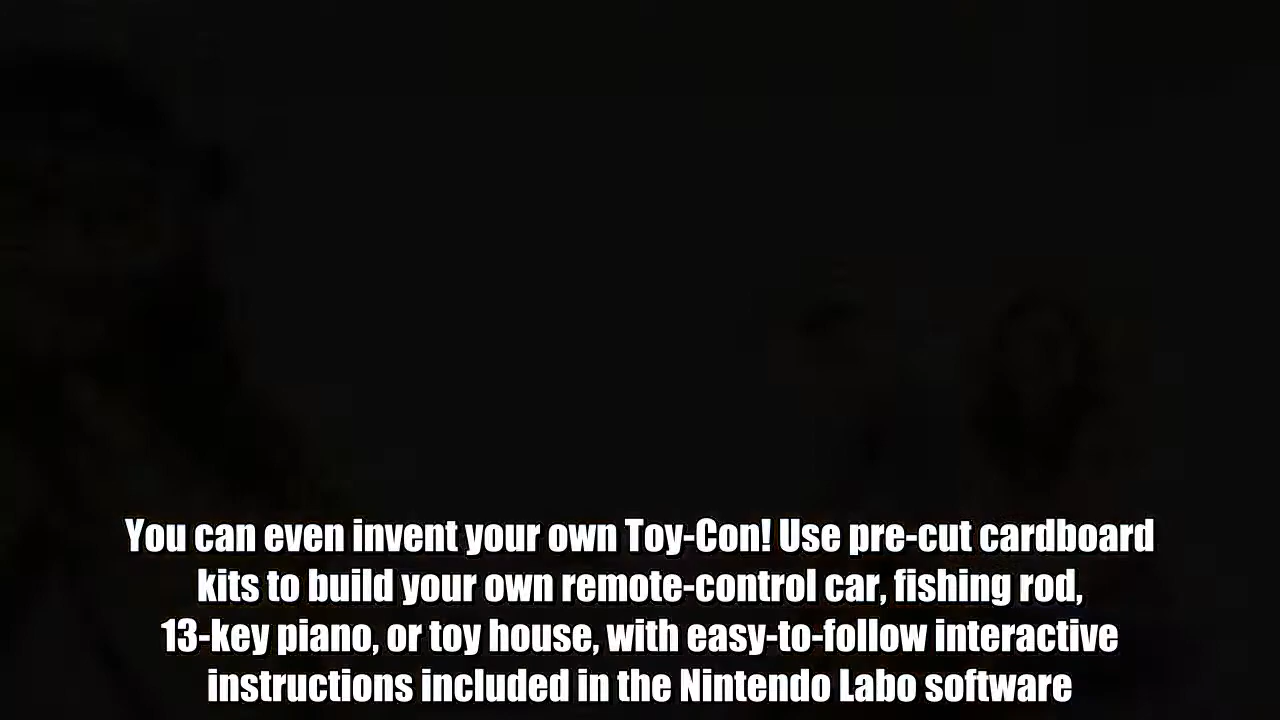 You can even invent your own Toy-Con! Use pre-cut cardboard
kits to build your own remote-control car, fishing rod,
13-key piano, or toy house, with easy-to-follow interactive
instructions included in the Nintendo Labo software